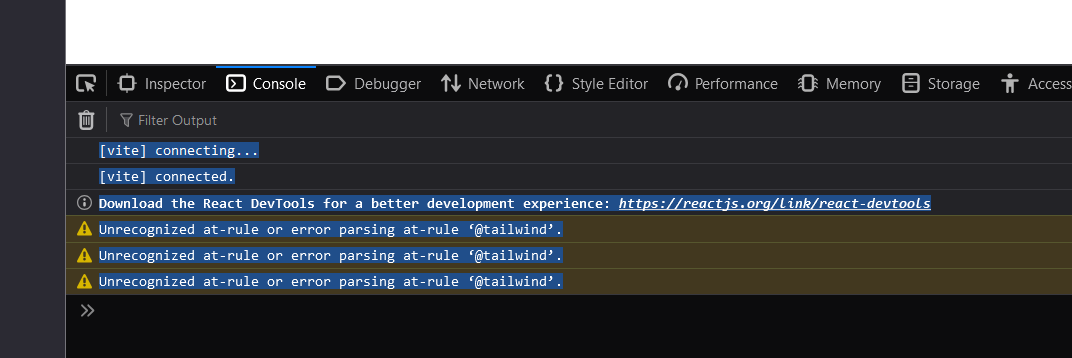 Inspector Console Debugger Network Style Editor Performance Memory Storage Access
Filter Output
[vite] connecting...
[vite] connected.
Download the React DevTools for a better development experience: https://reactjs.org/link/react-devtools
Unrecognized at-rule or error parsing at-rule ‘@tailwind’.
Unrecognized at-rule or error parsing at-rule ‘@tailwind’.
Unrecognized at-rule or error parsing at-rule ‘@tailwind’.